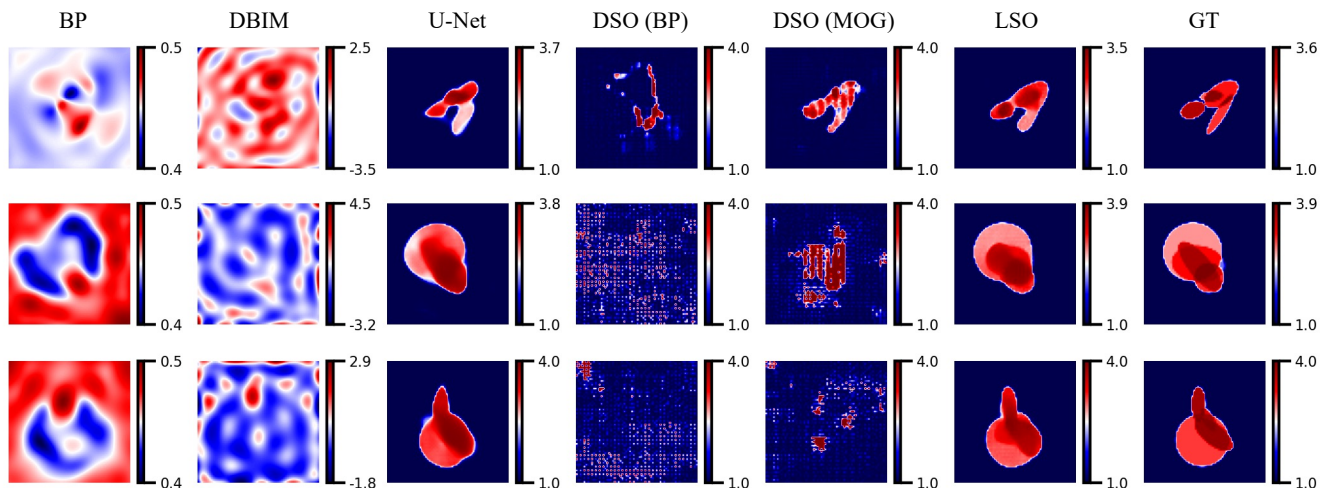 BP DBIM U-Net DSO (BP) DSO (MOG) LSO GT
0.5 2.5 3.7 4.0 4.0 3.5 3.6
0.4 -3.5 1.0 1.0 1.0 1.0 1.0
0.5 4.5 3.8 4.0 4.0 3.9 3.9
0.4 -3.2 1.0 1.0 1.0 1.0 1.0
0.5 2.9 4.0 4.0 4.0 4.0 4.0
0.4 -1.8 1.0 1.0 1.0 1.0 1.0